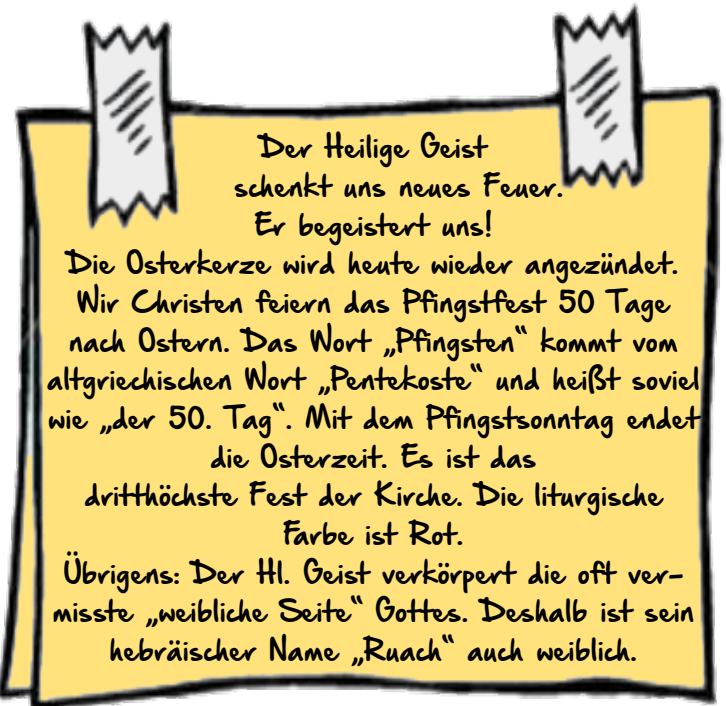 Der Heilige Geist
schenkt uns neues Feuer.
Er begeistert uns!
Die Osterkerze wird heute wieder angezündet.
Wir Christen feiern das Pfingstfest 50 Tage
nach Ostern. Das Wort „Pfingsten“ kommt vom
altgriechischen Wort „Pentekoste“ und heißt soviel
wie „der 50. Tag“. Mit dem Pfingstsonntag endet
die Osterzeit. Es ist das
dritthöchste Fest der Kirche. Die liturgische
Farbe ist Rot.
Übrigens: Der Hl. Geist verkörpert die oft ver-
misste „weibliche Seite“ Gottes. Deshalb ist sein
hebräischer Name „Ruach“ auch weiblich.